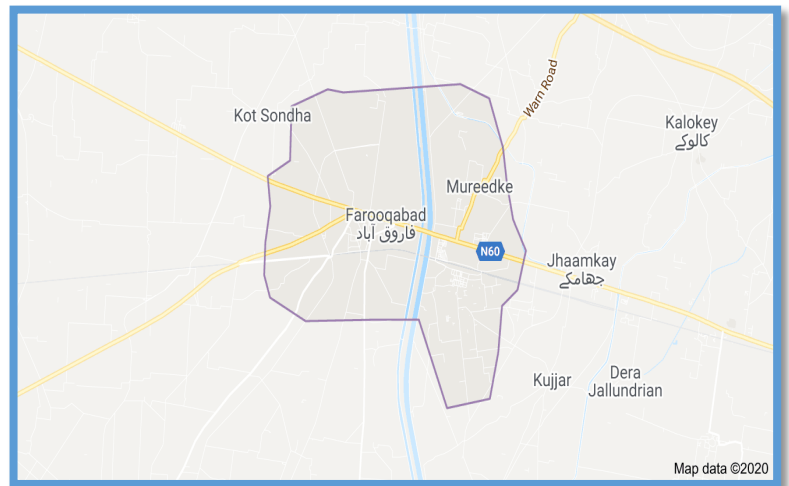 Warn Road
Kot Sondha
Kalokey
کالوکے
Mureedke
Farooqabad
فاروق آباد
N60
Jhaamkay
جھامکے
Kujjar
Dera
Jallundrian
Map data ©2020